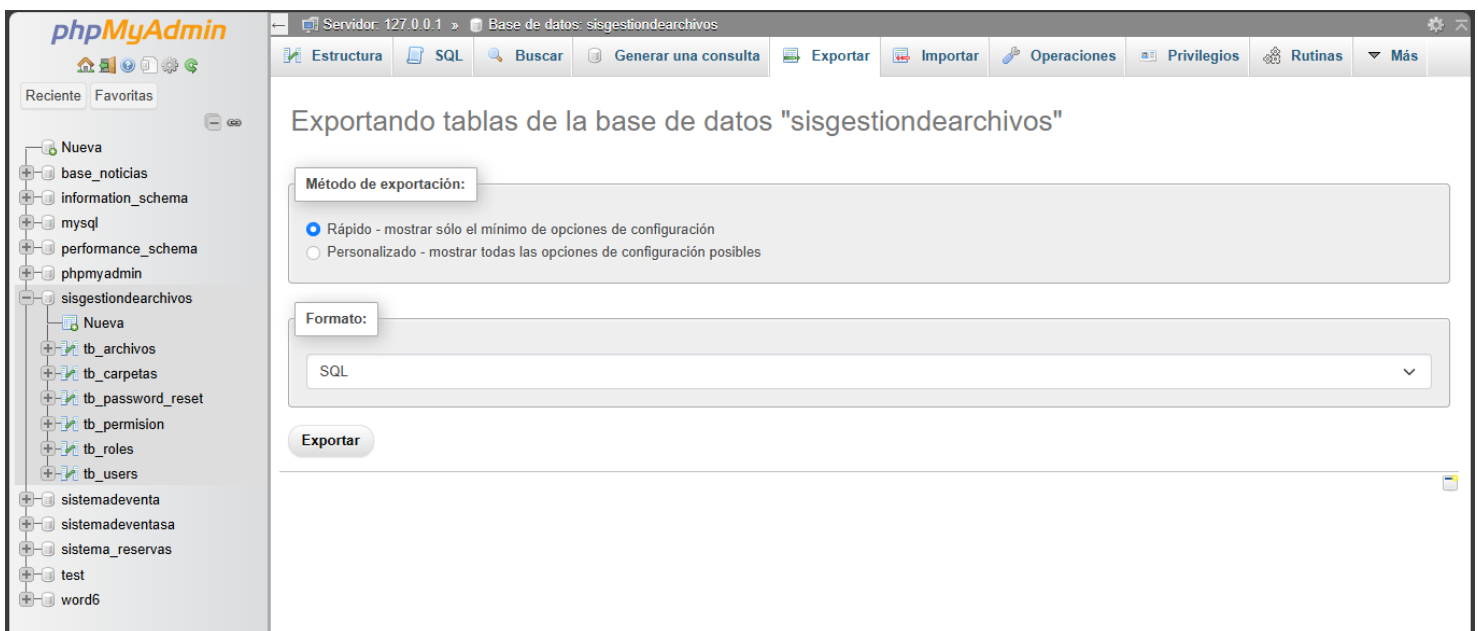 phpMyAdmin
Reciente Favoritas
Nueva
base_noticias
information_schema
mysql
performance_schema
phpmyadmin
sisgestiondearchivos
Nueva
tb_archivos
tb_carpetas
tb_password_reset
tb_permision
tb_roles
tb_users
sistemadeventa
sistemadeventasa
sistema_reservas
test
word6
Servidor: 127.0.0.1 » Base de datos: sisgestiondearchivos
Estructura SQL Buscar Generar una consulta Exportar Importar Operaciones Privilegios Rutinas Más
Exportando tablas de la base de datos "sisgestiondearchivos"
Método de exportación:
Rápido - mostrar sólo el mínimo de opciones de configuración
Personalizado - mostrar todas las opciones de configuración posibles
Formato:
SQL
Exportar